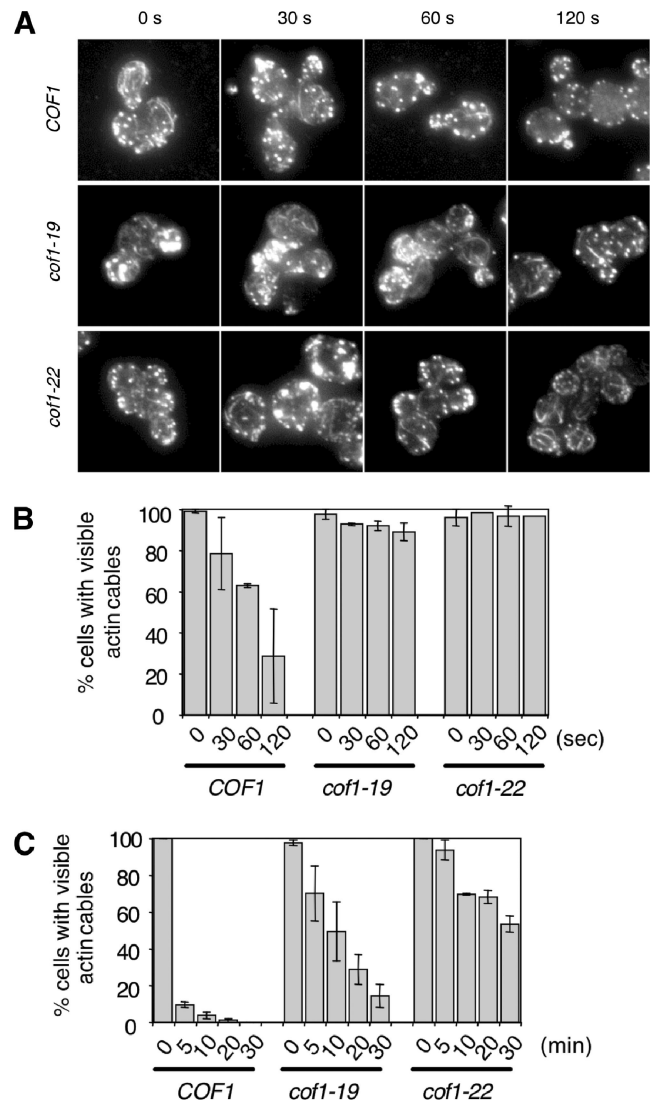 A
0 s 30 s 60 s 120 s
COF1
cof1-19
cof1-22
B
% cells with visible
actin cables
100
80
60
40
20
0
0 30 60 120 0 30 60 120 0 30 60 120 (sec)
COF1 cof1-19 cof1-22
C
% cells with visible
actin cables
100
80
60
40
20
0
0 5 10 20 30 0 5 10 20 30 0 5 10 20 30 (min)
COF1 cof1-19 cof1-22